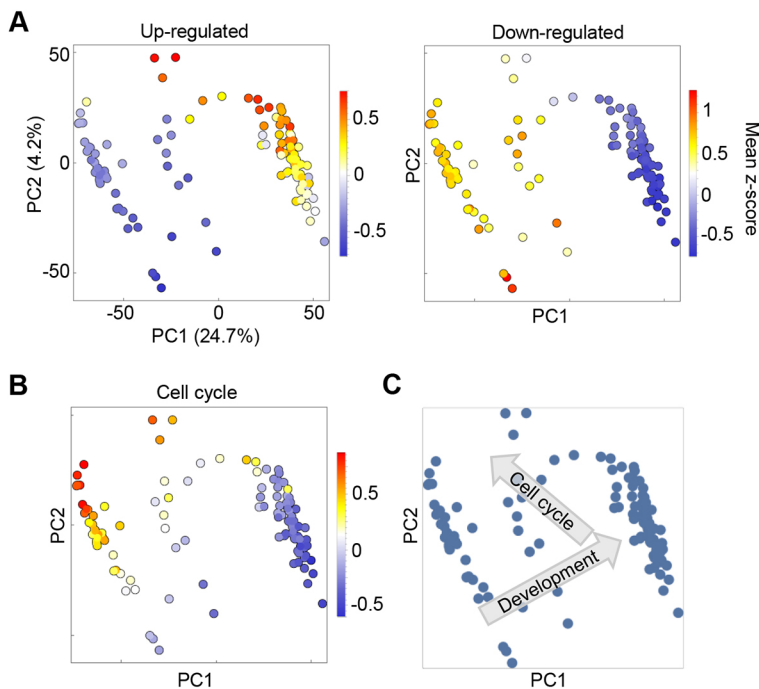 A
Up-regulated
Down-regulated
50
0
-50
PC2 (4.2%)
-50
0
50
PC1 (24.7%)
0.5
0
-0.5
PC2
PC1
1
0.5
0
-0.5
Mean z-score
B
Cell cycle
C
PC2
PC1
0.5
0
-0.5
PC2
Cell cycle
Development
PC1